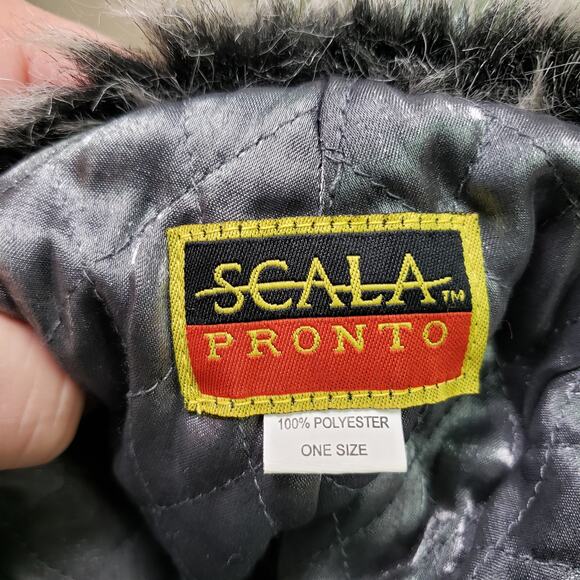 SCALA™
PRONTO
100% POLYESTER
ONE SIZE